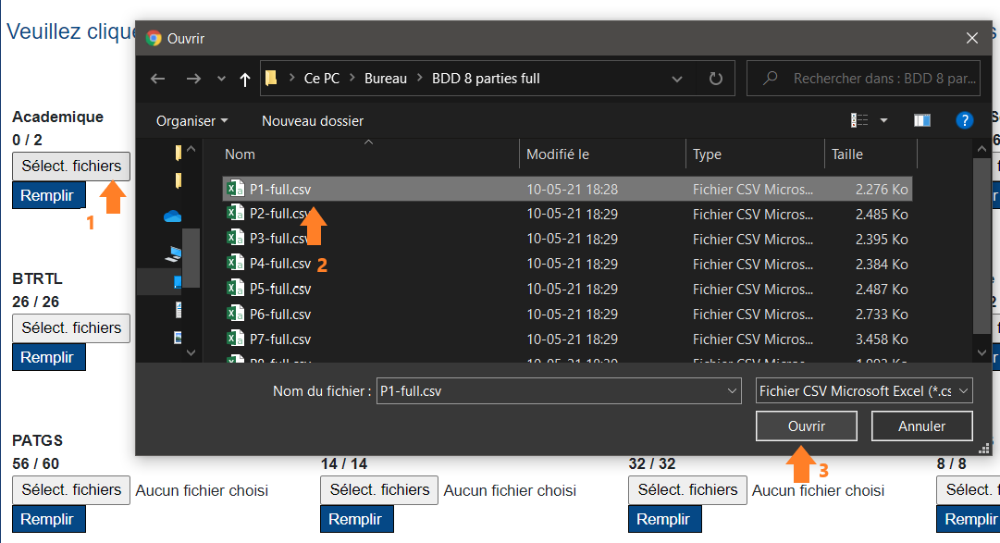 Veuillez clique
Ouvrir
Ce PC > Bureau > BDD 8 parties full
Rechercher dans : BDD 8 par...
Organiser
Nouveau dossier
?
Nom Modifié le Type Taille
P1-full.csv 10-05-21 18:28 Fichier CSV Micros... 2.276 Ko
P2-full.csv 10-05-21 18:29 Fichier CSV Micros... 2.485 Ko
P3-full.csv 10-05-21 18:29 Fichier CSV Micros... 2.395 Ko
P4-full.csv 10-05-21 18:29 Fichier CSV Micros... 2.384 Ko
P5-full.csv 10-05-21 18:29 Fichier CSV Micros... 2.487 Ko
P6-full.csv 10-05-21 18:29 Fichier CSV Micros... 2.733 Ko
P7-full.csv 10-05-21 18:29 Fichier CSV Micros... 3.458 Ko
Nom du fichier : P1-full.csv
Fichier CSV Microsoft Excel (*.cs
Ouvrir
Annuler
Academique
0 / 2
Sélect. fichiers
Remplir
1
2
3
BTRTL
26 / 26
Sélect. fichiers
Remplir
PATGS
56 / 60 14 / 14 32 / 32 8 / 8
Sélect. fichiers Aucun fichier choisi Sélect. fichiers Aucun fichier choisi Sélect. fichiers Aucun fichier choisi Sélect.
Remplir Remplir Remplir Remplir